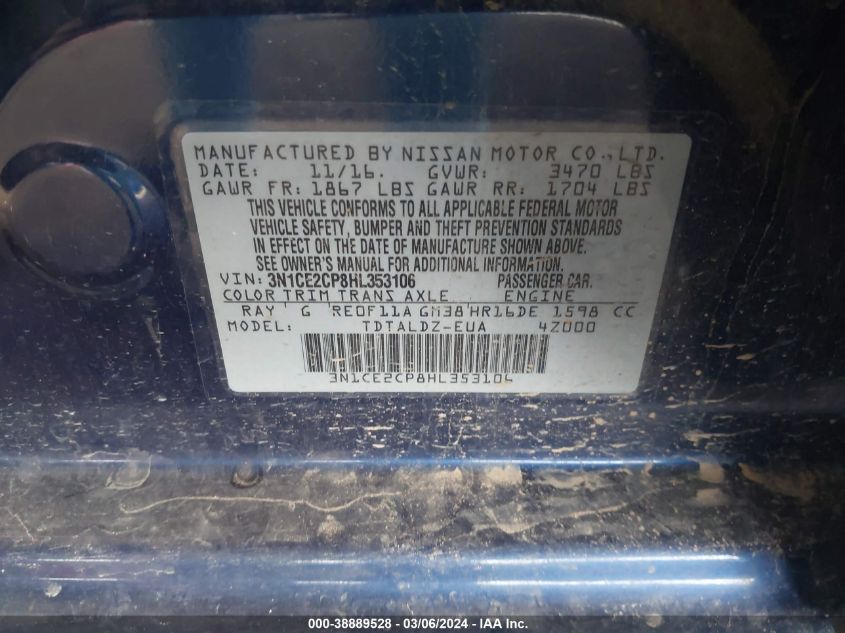 MANUFACTURED BY NISSAN MOTOR CO., LTD.
DATE: 11/16. GVWR: 3470 LBS
GAWR FR: 1867 LBS GAWR RR: 1704 LBS
THIS VEHICLE CONFORMS TO ALL APPLICABLE FEDERAL MOTOR
VEHICLE SAFETY, BUMPER AND THEFT PREVENTION STANDARDS
IN EFFECT ON THE DATE OF MANUFACTURE SHOWN ABOVE.
SEE OWNER'S MANUAL FOR ADDITIONAL INFORMATION.
VIN: 3N1CE2CP8HL353106 PASSENGER CAR.
COLOR TRIM TRANS AXLE ENGINE
RAY G RE0F11A GM38 HR16DE 1598 CC
MODEL: TDTALDZ-EUA 4Z000
3N1CE2CP8HL353106
000-38889528 - 03/06/2024 - IAA Inc.